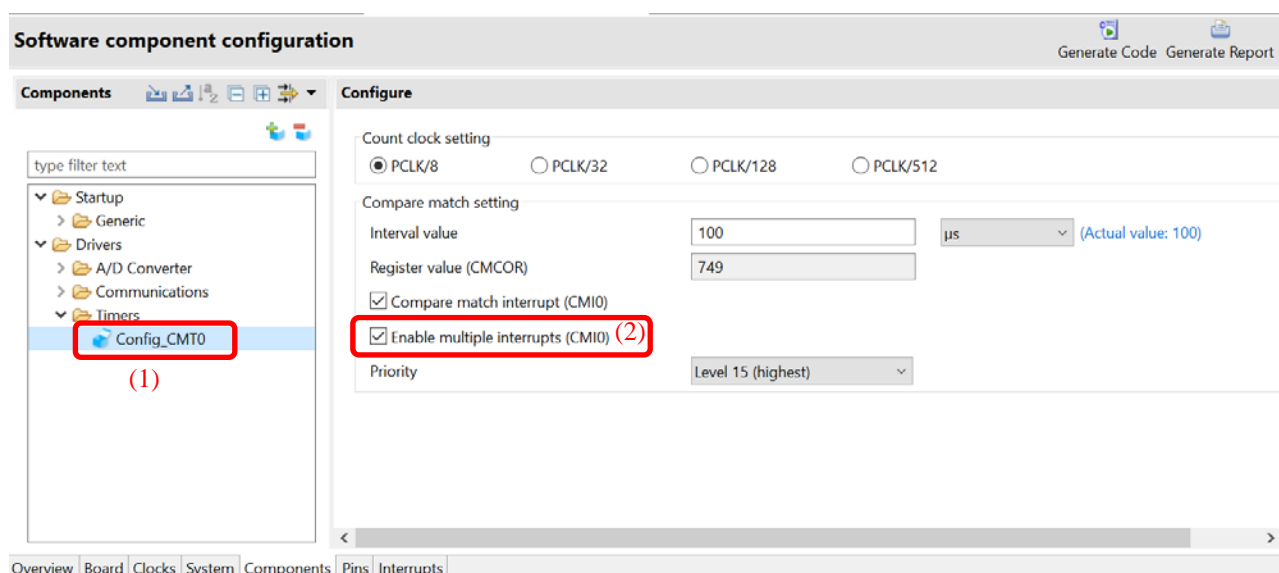 Software component configuration
Generate Code Generate Report
Components
Configure
type filter text
Startup
Generic
Drivers
A/D Converter
Communications
Timers
Config_CMT0
(1)
Count clock setting
PCLK/8 PCLK/32 PCLK/128 PCLK/512
Compare match setting
Interval value 100 µs (Actual value: 100)
Register value (CMCOR) 749
Compare match interrupt (CMI0)
Enable multiple interrupts (CMI0) (2)
Priority Level 15 (highest)
Overview Board Clocks System Components Pins Interrupts